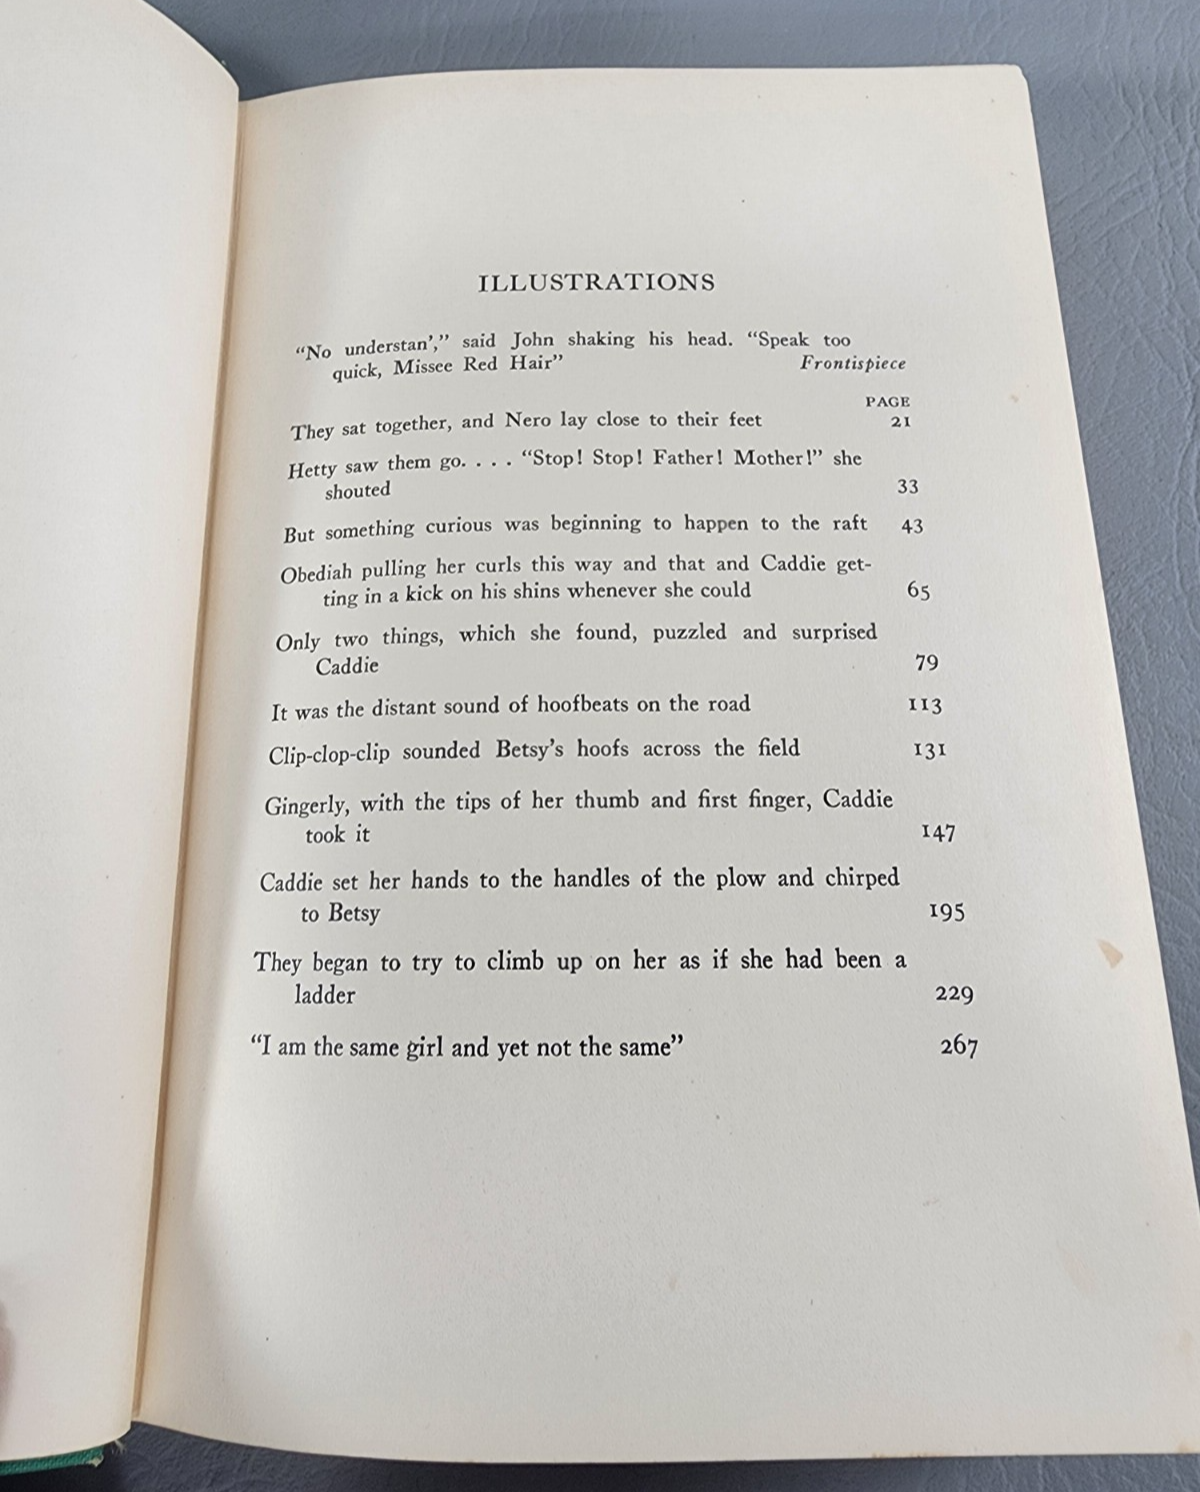 ILLUSTRATIONS
“No understan’,” said John shaking his head. “Speak too
quick, Missee Red Hair” Frontispiece
PAGE
They sat together, and Nero lay close to their feet 21
Hetty saw them go. . . . “Stop! Stop! Father! Mother!” she
shouted 33
But something curious was beginning to happen to the raft 43
Obediah pulling her curls this way and that and Caddie get-
ting in a kick on his shins whenever she could 65
Only two things, which she found, puzzled and surprised
Caddie 79
It was the distant sound of hoofbeats on the road 113
Clip-clop-clip sounded Betsy’s hoofs across the field 131
Gingerly, with the tips of her thumb and first finger, Caddie
took it 147
Caddie set her hands to the handles of the plow and chirped
to Betsy 195
They began to try to climb up on her as if she had been a
ladder 229
“I am the same girl and yet not the same” 267